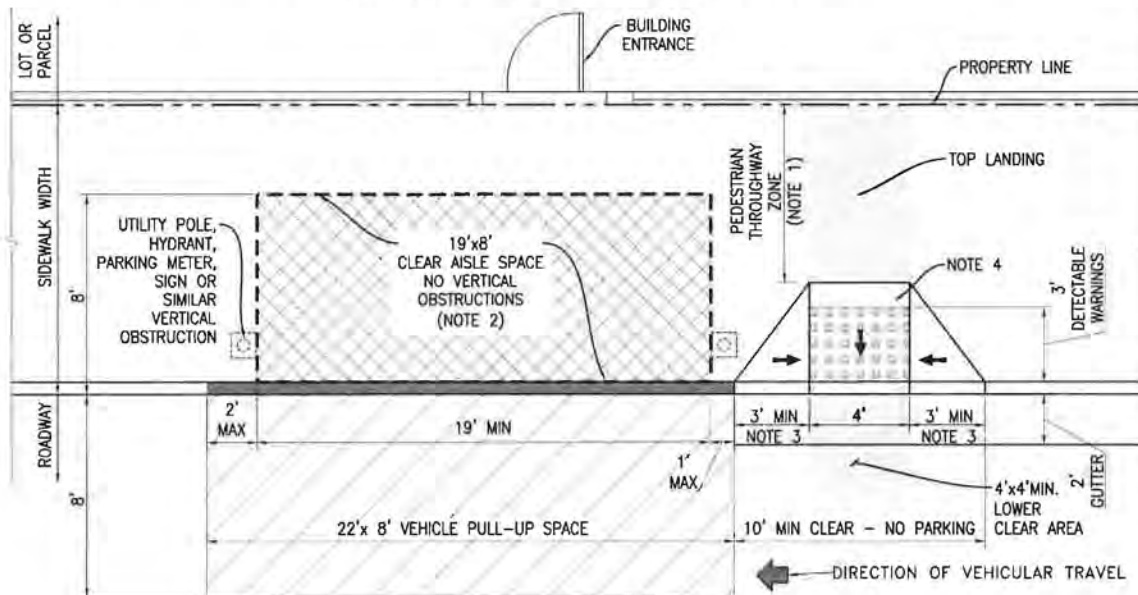 LOT OR
PARCEL
BUILDING
ENTRANCE
PROPERTY LINE
SIDEWALK WIDTH
PEDESTRIAN
THROUGHWAY
ZONE
(NOTE 1)
TOP LANDING
UTILITY POLE,
HYDRANT,
PARKING METER,
SIGN OR
SIMILAR
VERTICAL
OBSTRUCTION
8'
19'x8'
CLEAR AISLE SPACE
NO VERTICAL
OBSTRUCTIONS
(NOTE 2)
NOTE 4
3'
DETECTABLE
WARNINGS
ROADWAY
2'
MAX
19' MIN
1'
MAX
3' MIN
NOTE 3
4'
3' MIN
NOTE 3
2'
GUTTER
4'x4'MIN.
LOWER
CLEAR AREA
8'
22'x 8' VEHICLE PULL-UP SPACE
10' MIN CLEAR – NO PARKING
DIRECTION OF VEHICULAR TRAVEL